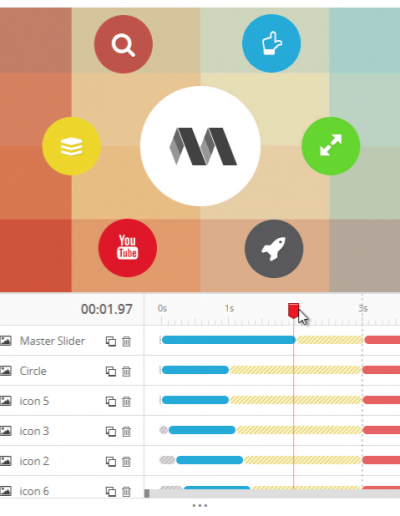 You
Tube
00:01.97
0s
1s
3s
Master Slider
Circle
icon 5
icon 3
icon 2
icon 6